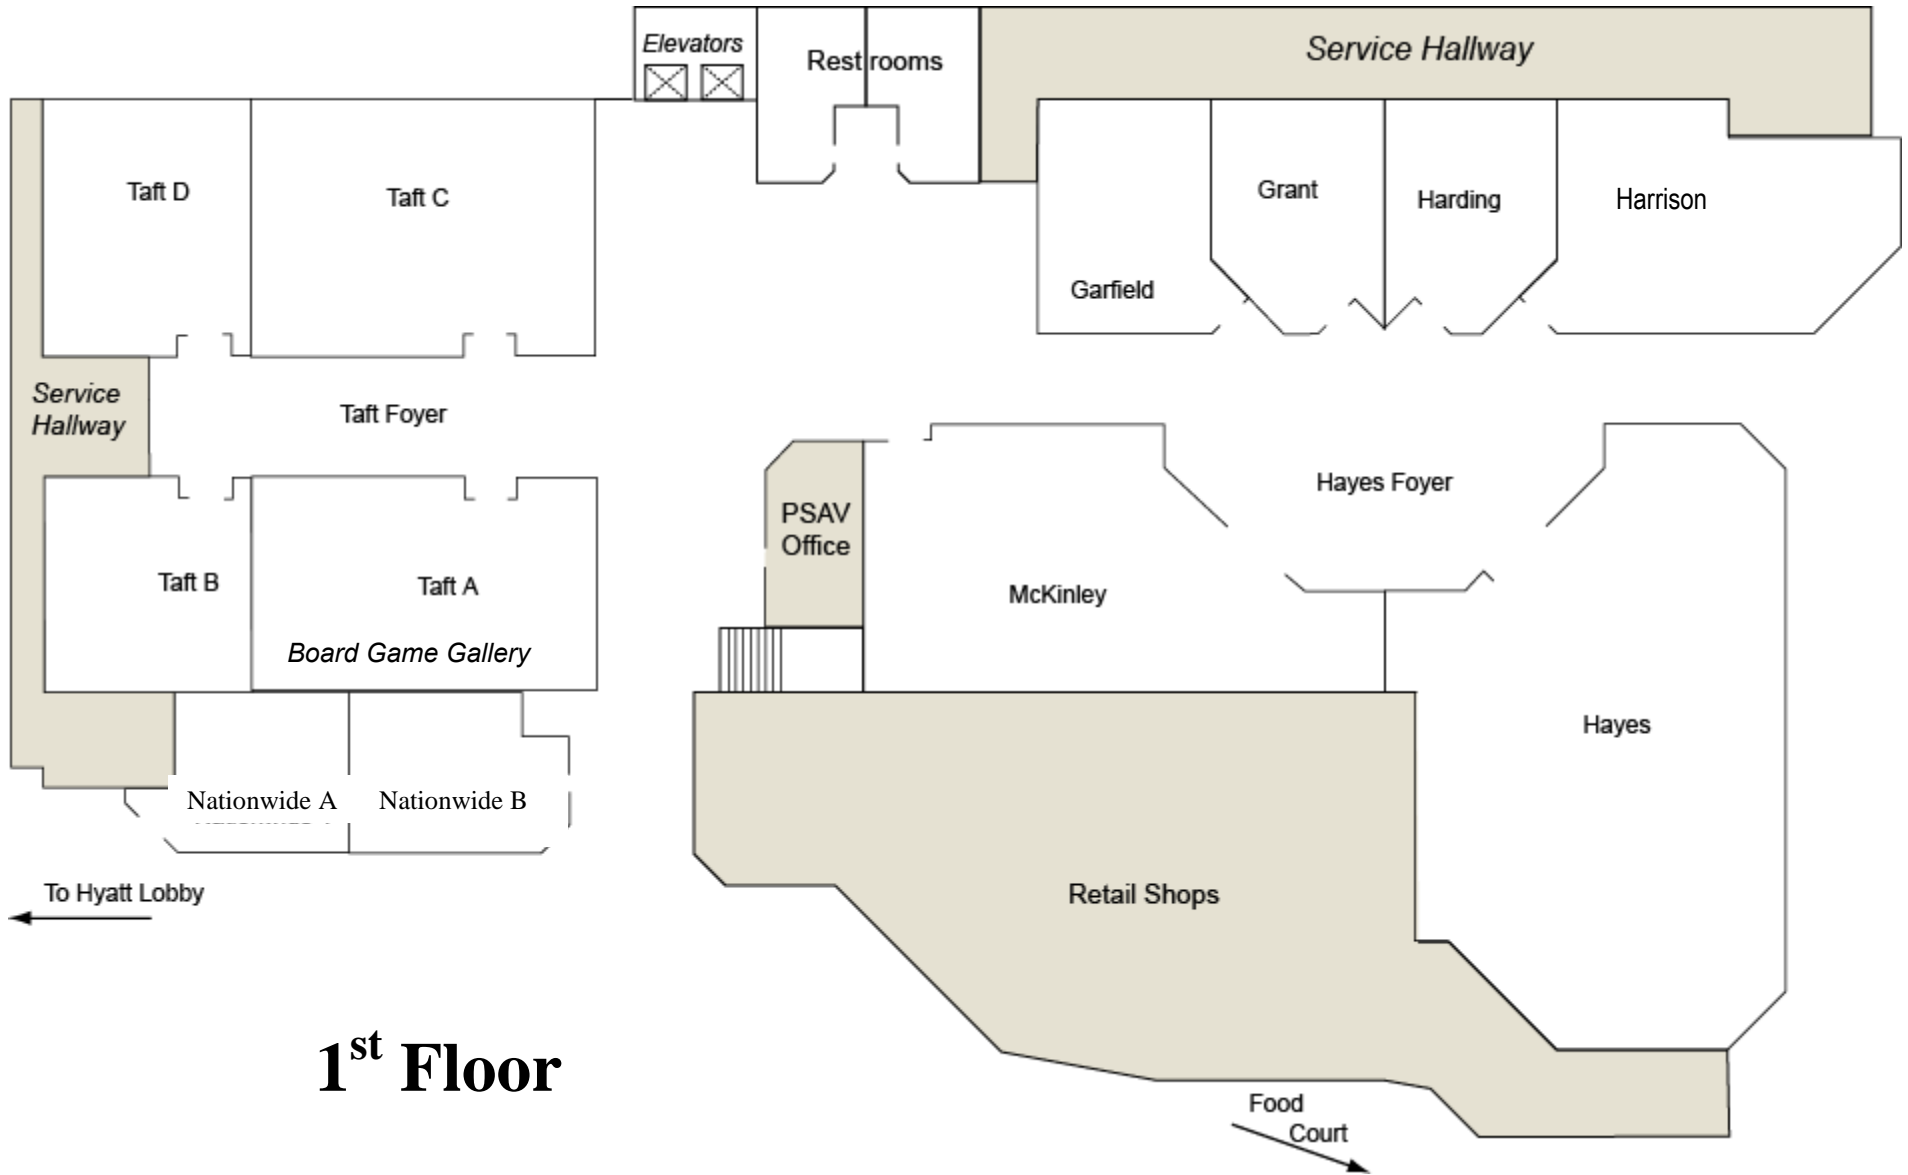 Elevators
Rest rooms
Service Hallway
Taft D
Taft C
Grant
Harding
Harrison
Garfield
Service
Hallway
Taft Foyer
Hayes Foyer
PSAV
Office
Taft B
Taft A
McKinley
Board Game Gallery
Hayes
Nationwide A
Nationwide B
To Hyatt Lobby
Retail Shops
1st Floor
Food
Court